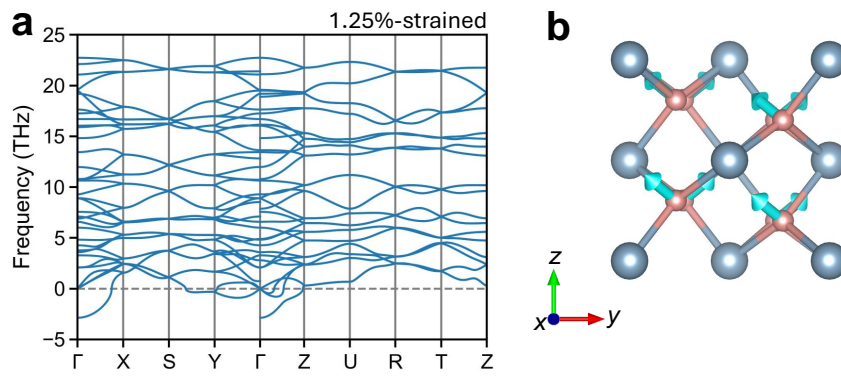 a
1.25%-strained
b
Frequency (THz)
25
20
15
10
5
0
−5
Γ X S Y Γ Z U R T Z
z
x
y